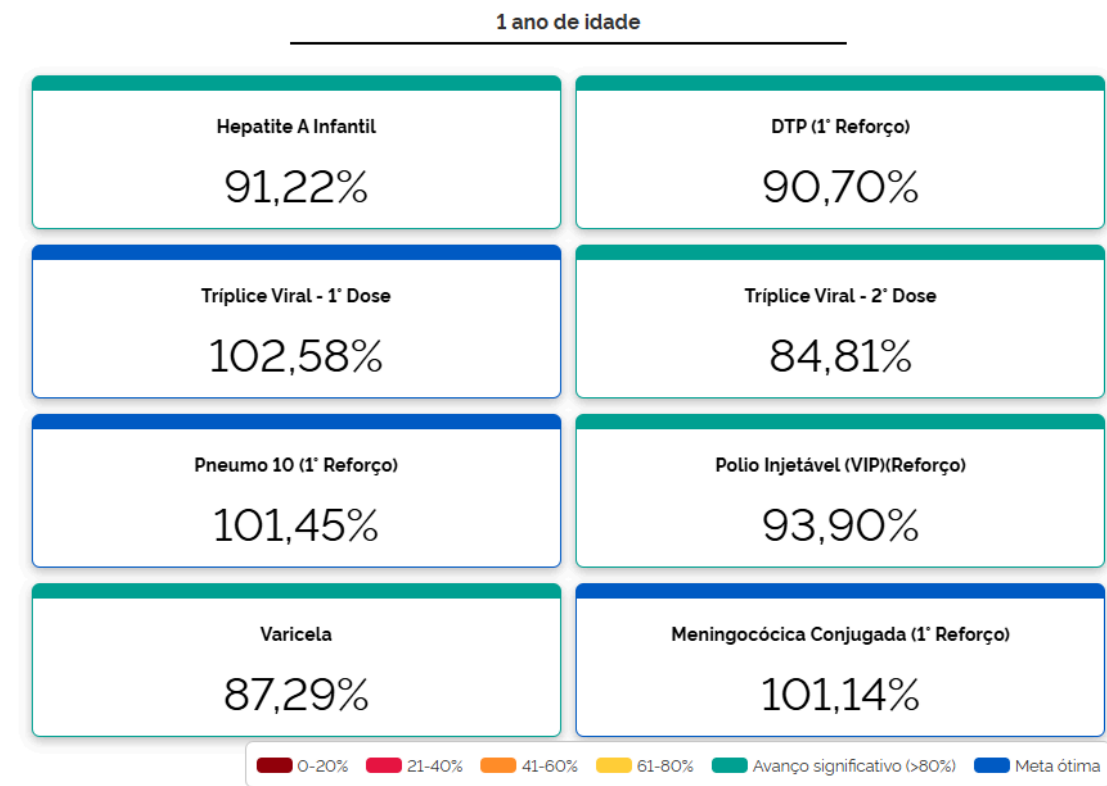 1 ano de idade
Hepatite A Infantil
91,22%
DTP (1° Reforço)
90,70%
Tríplice Viral - 1° Dose
102,58%
Tríplice Viral - 2° Dose
84,81%
Pneumo 10 (1° Reforço)
101,45%
Polio Injetável (VIP)(Reforço)
93,90%
Varicela
87,29%
Meningocócica Conjugada (1° Reforço)
101,14%
0-20% 21-40% 41-60% 61-80% Avanço significativo (>80%) Meta ótima